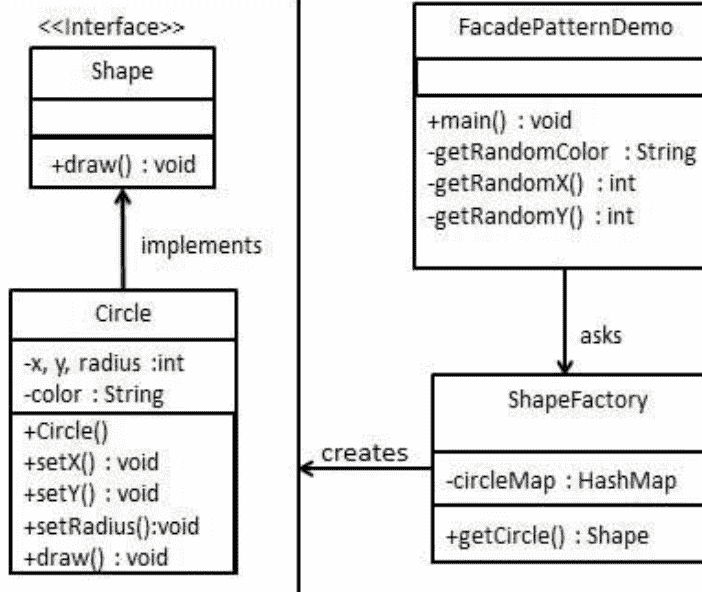 <<Interface>>
Shape
+draw() : void
implements
Circle
-x, y, radius :int
-color : String
+Circle()
+setX() : void
+setY() : void
+setRadius():void
+draw() : void
FacadePatternDemo
+main() : void
-getRandomColor : String
-getRandomX() : int
-getRandomY() : int
asks
ShapeFactory
-circleMap : HashMap
+getCircle() : Shape
creates